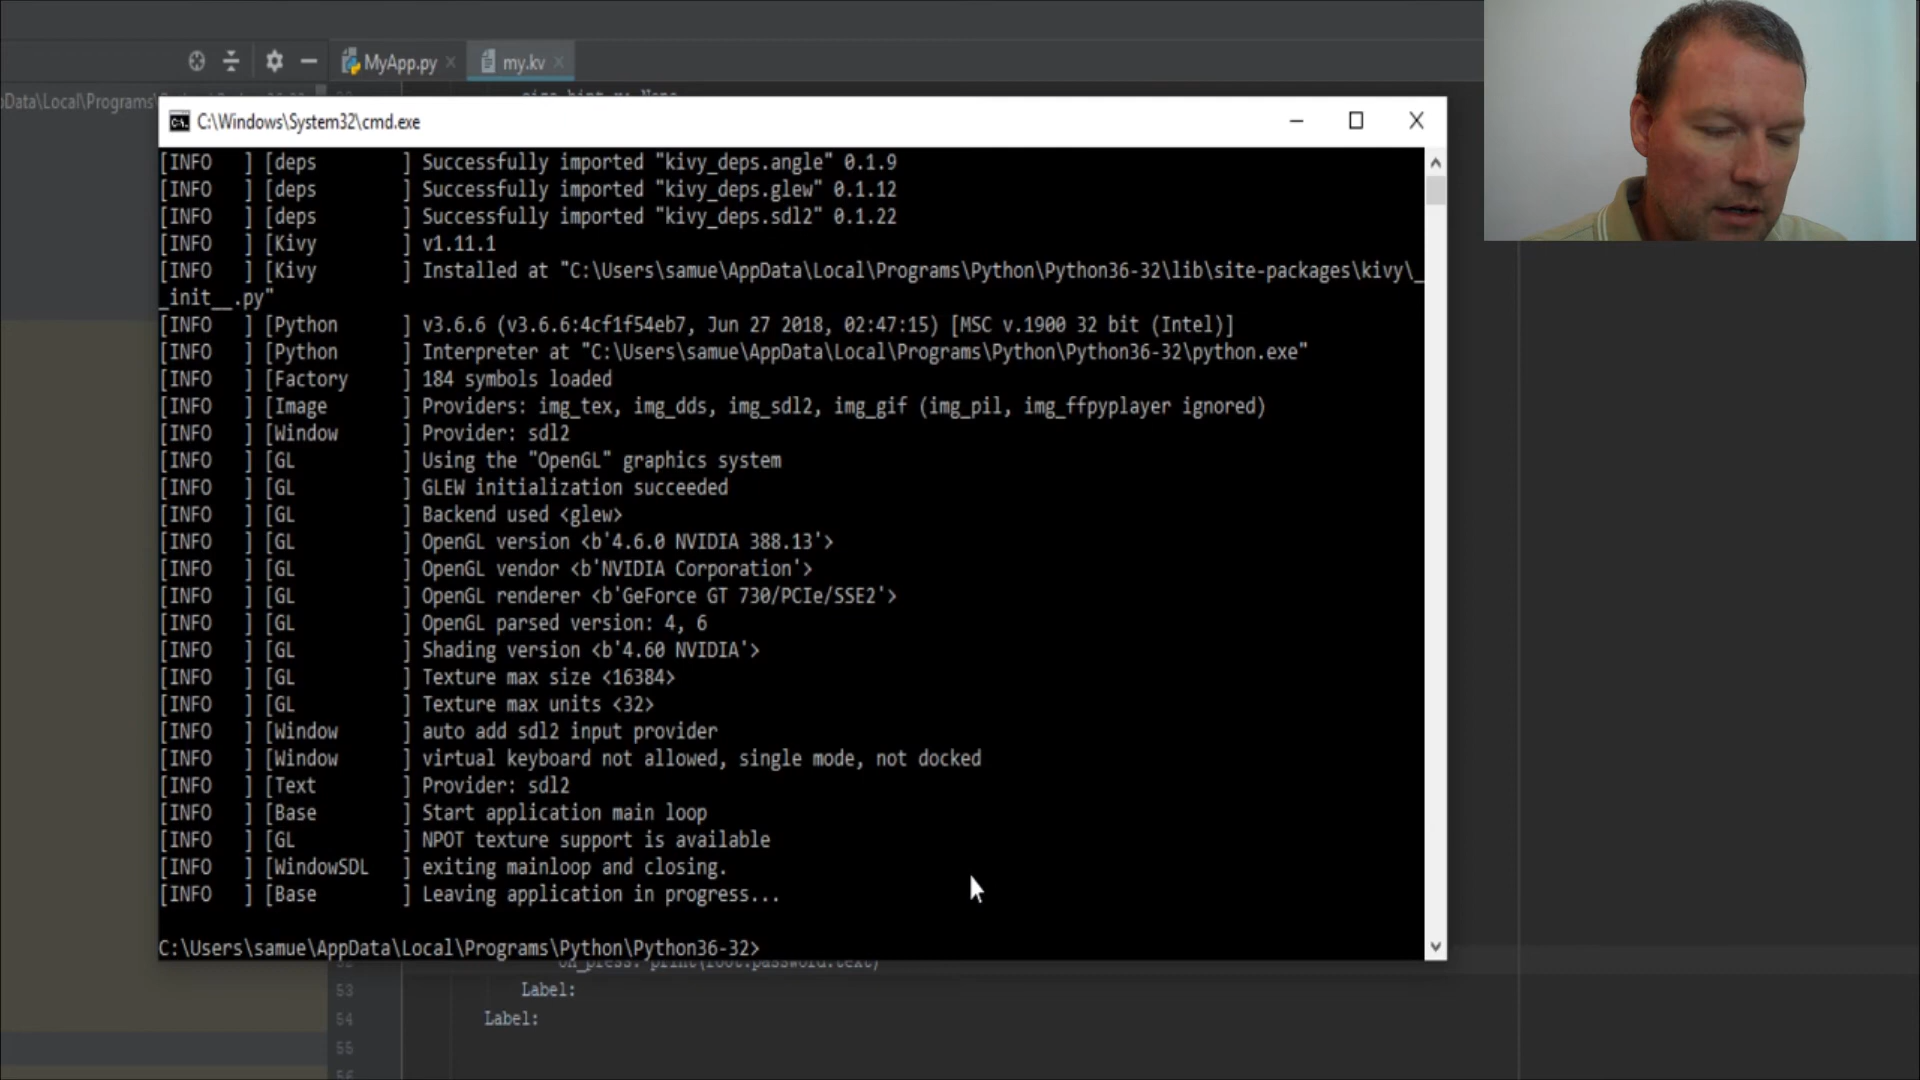 MyApp.py
my.kv
Data\Local\Programs
C:\Windows\System32\cmd.exe
[INFO   ] [deps        ] Successfully imported "kivy_deps.angle" 0.1.9
[INFO   ] [deps        ] Successfully imported "kivy_deps.glew" 0.1.12
[INFO   ] [deps        ] Successfully imported "kivy_deps.sdl2" 0.1.22
[INFO   ] [Kivy        ] v1.11.1
[INFO   ] [Kivy        ] Installed at "C:\Users\samue\AppData\Local\Programs\Python\Python36-32\lib\site-packages\kivy\_
_init__.py"
[INFO   ] [Python      ] v3.6.6 (v3.6.6:4cf1f54eb7, Jun 27 2018, 02:47:15) [MSC v.1900 32 bit (Intel)]
[INFO   ] [Python      ] Interpreter at "C:\Users\samue\AppData\Local\Programs\Python\Python36-32\python.exe"
[INFO   ] [Factory     ] 184 symbols loaded
[INFO   ] [Image       ] Providers: img_tex, img_dds, img_sdl2, img_gif (img_pil, img_ffpyplayer ignored)
[INFO   ] [Window      ] Provider: sdl2
[INFO   ] [GL          ] Using the "OpenGL" graphics system
[INFO   ] [GL          ] GLEW initialization succeeded
[INFO   ] [GL          ] Backend used <glew>
[INFO   ] [GL          ] OpenGL version <b'4.6.0 NVIDIA 388.13'>
[INFO   ] [GL          ] OpenGL vendor <b'NVIDIA Corporation'>
[INFO   ] [GL          ] OpenGL renderer <b'GeForce GT 730/PCIe/SSE2'>
[INFO   ] [GL          ] OpenGL parsed version: 4, 6
[INFO   ] [GL          ] Shading version <b'4.60 NVIDIA'>
[INFO   ] [GL          ] Texture max size <16384>
[INFO   ] [GL          ] Texture max units <32>
[INFO   ] [Window      ] auto add sdl2 input provider
[INFO   ] [Window      ] virtual keyboard not allowed, single mode, not docked
[INFO   ] [Text        ] Provider: sdl2
[INFO   ] [Base        ] Start application main loop
[INFO   ] [GL          ] NPOT texture support is available
[INFO   ] [WindowSDL   ] exiting mainloop and closing.
[INFO   ] [Base        ] Leaving application in progress...
C:\Users\samue\AppData\Local\Programs\Python\Python36-32>
on_press: print(root.password.text)
53 Label:
54 Label:
55